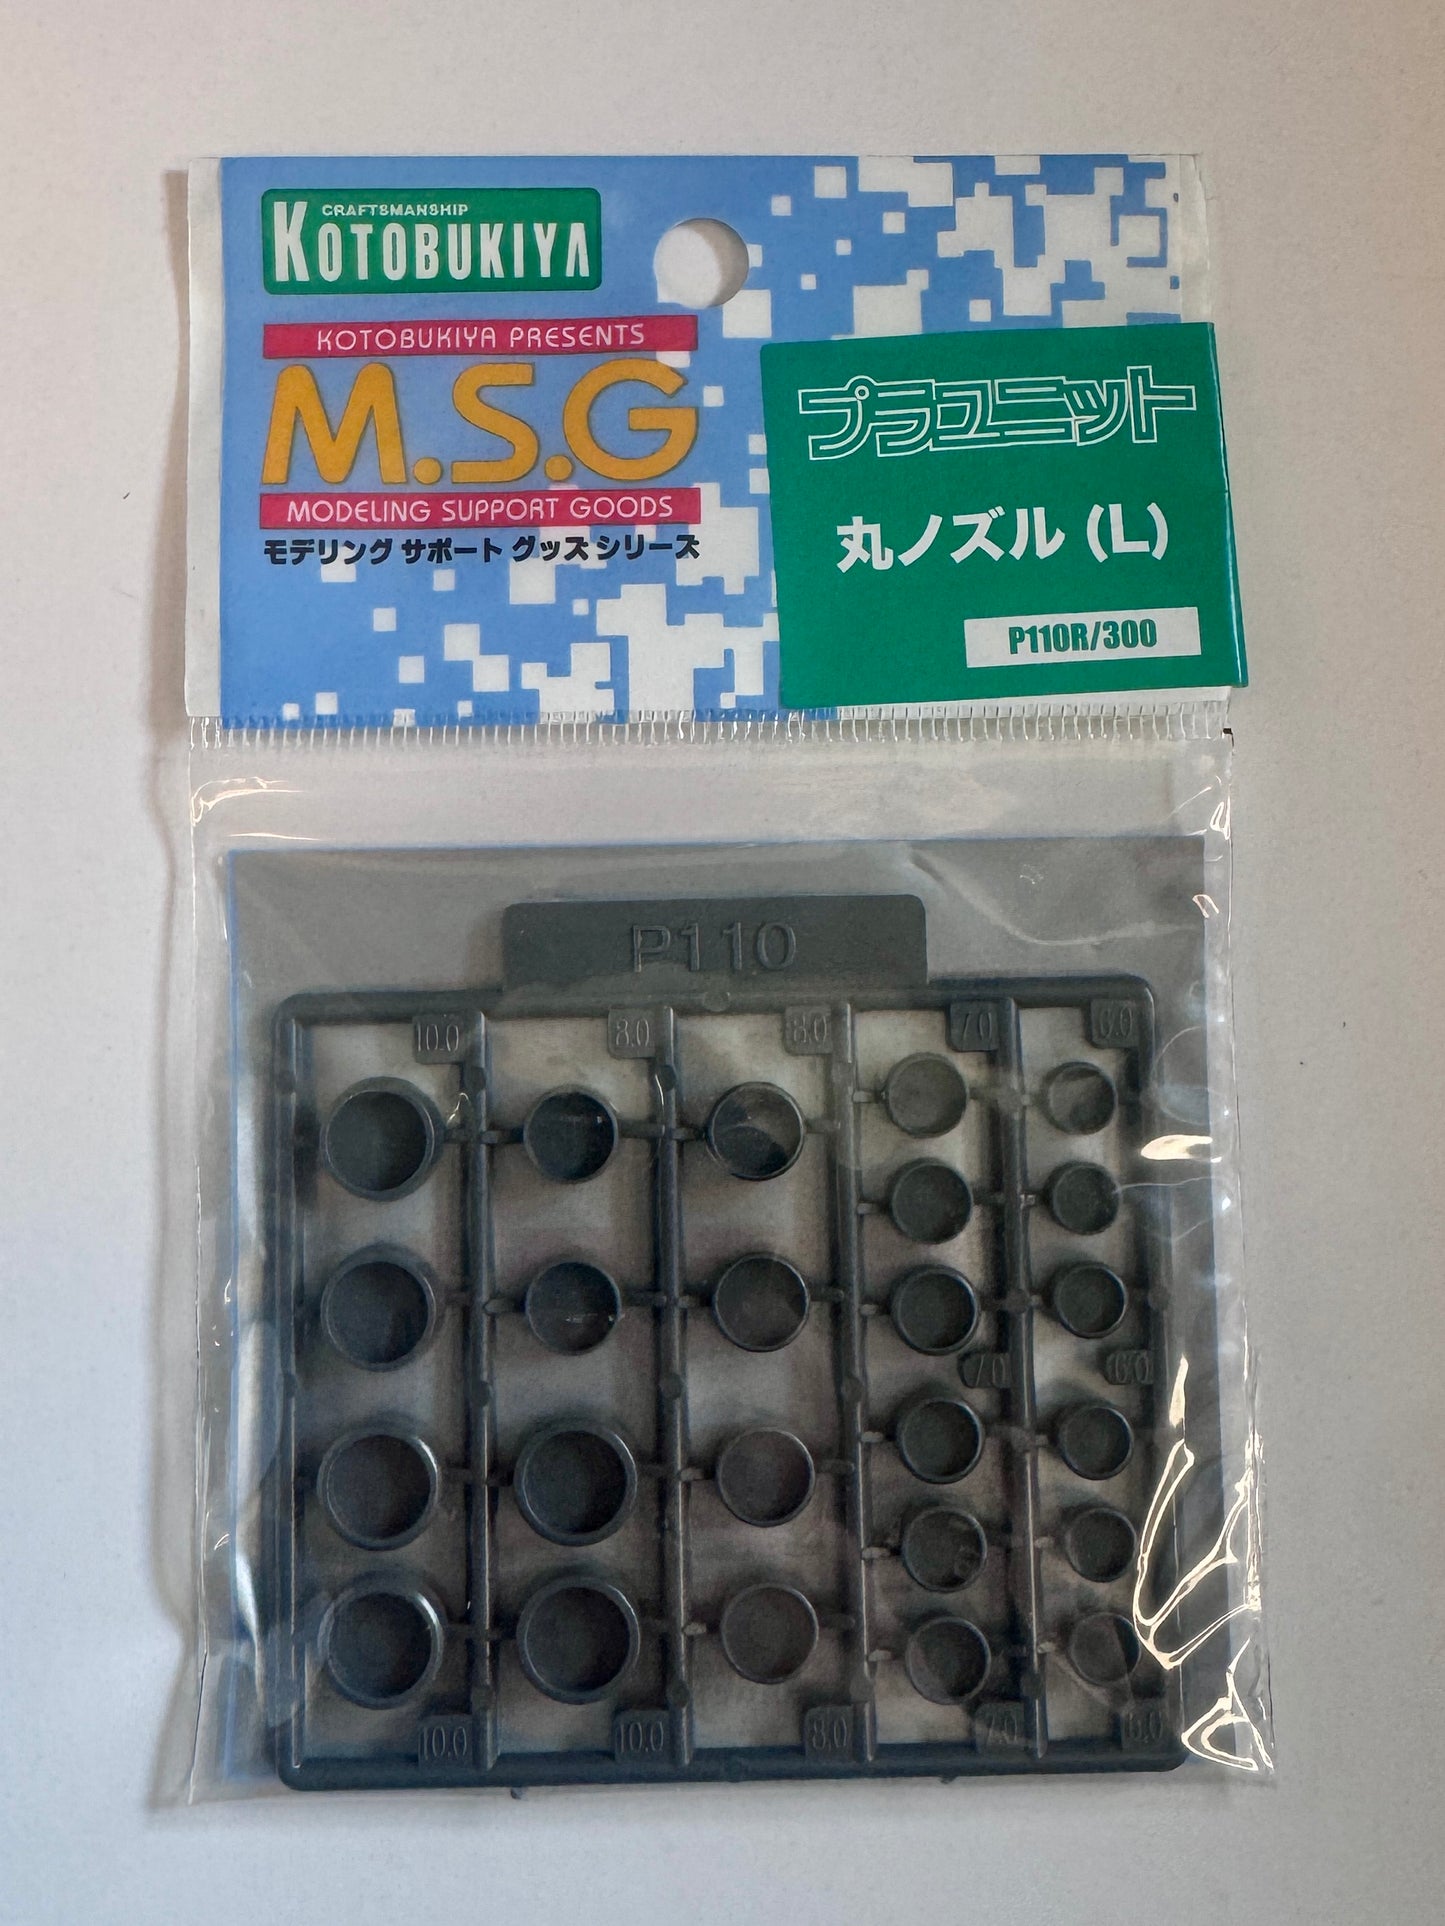 CRAFTSMANSHIP
KOTOBUKIYA
KOTOBUKIYA PRESENTS
M.S.G
MODELING SUPPORT GOODS
モデリング サポート グッズ シリーズ
プラユニット
丸ノズル (L)
P110R/300
P110
10.0 8.0 8.0 7.0 6.0
7.0 6.0
10.0 10.0 8.0 7.0 6.0